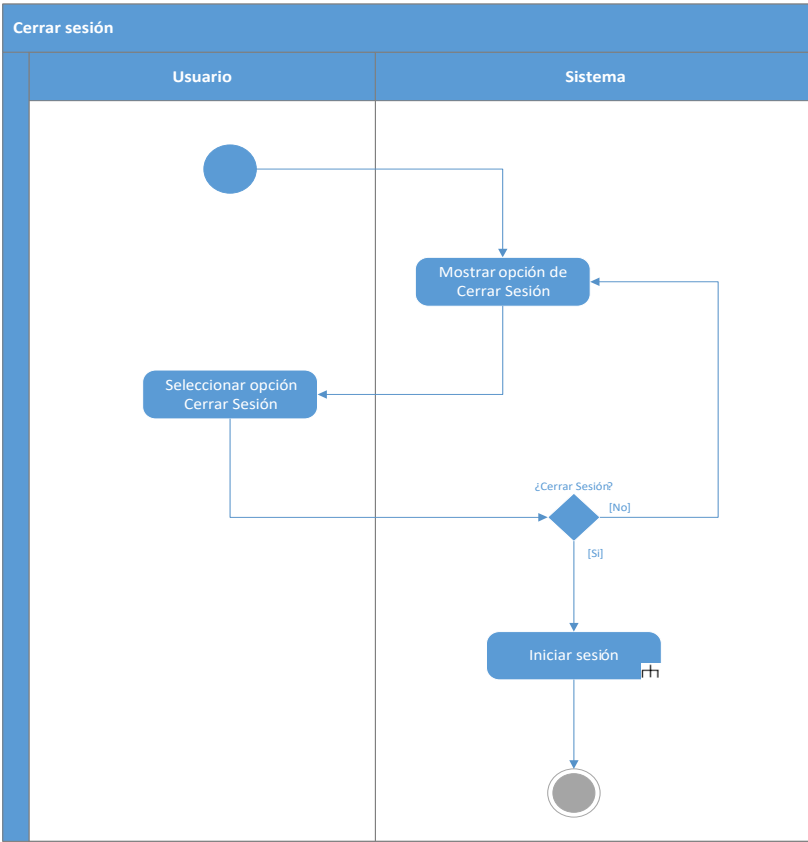 Cerrar sesión
Usuario
Sistema
Mostrar opción de
Cerrar Sesión
Seleccionar opción
Cerrar Sesión
¿Cerrar Sesión?
[No]
[Si]
Iniciar sesión